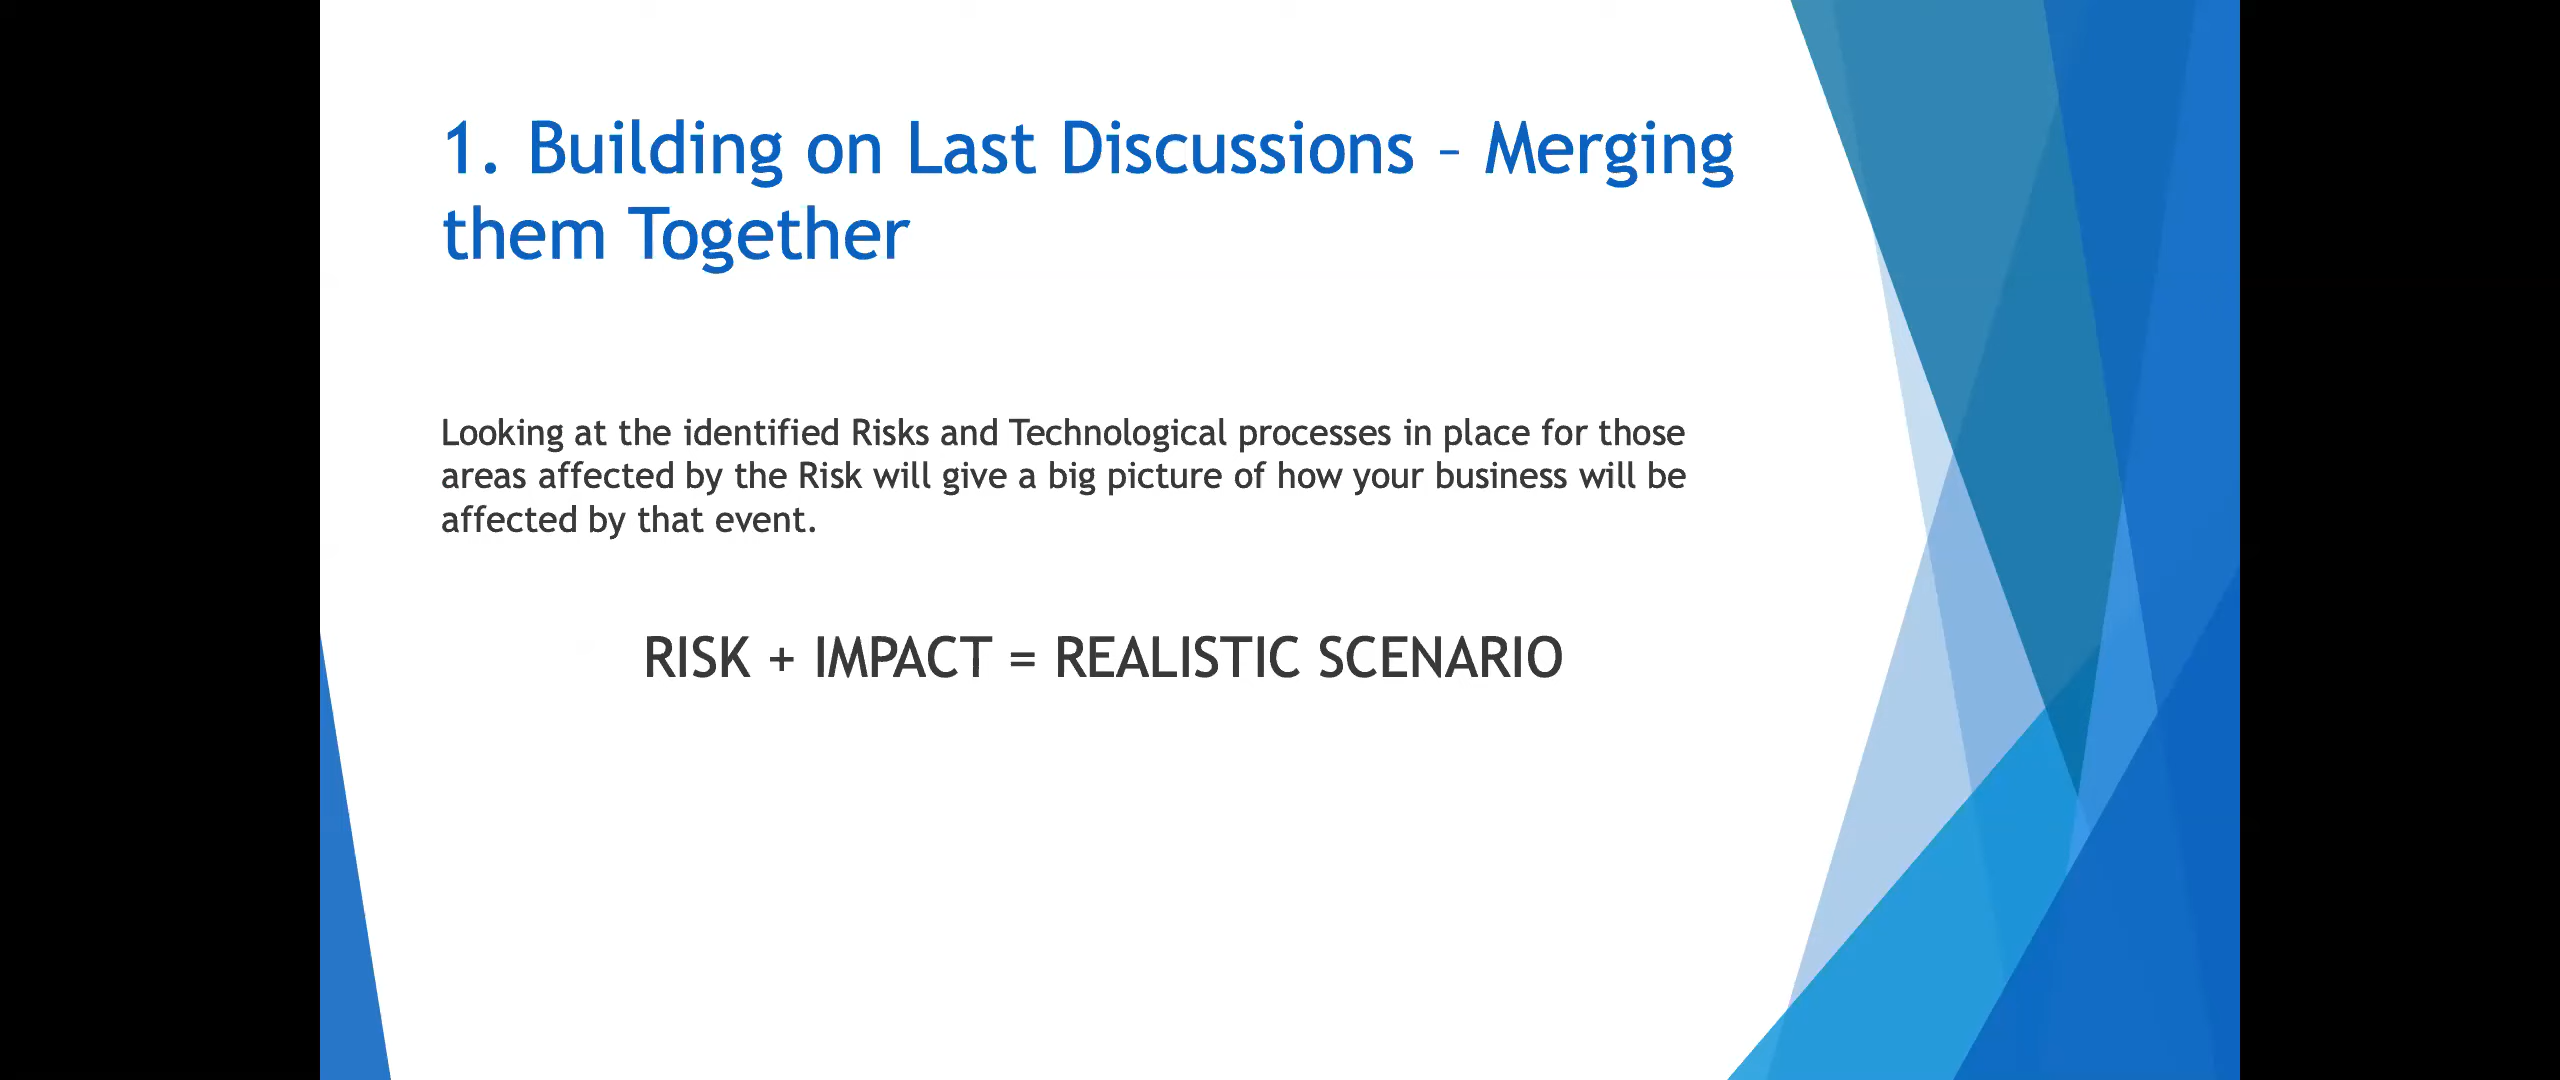 1. Building on Last Discussions – Merging
them Together
Looking at the identified Risks and Technological processes in place for those
areas affected by the Risk will give a big picture of how your business will be
affected by that event.
RISK + IMPACT = REALISTIC SCENARIO